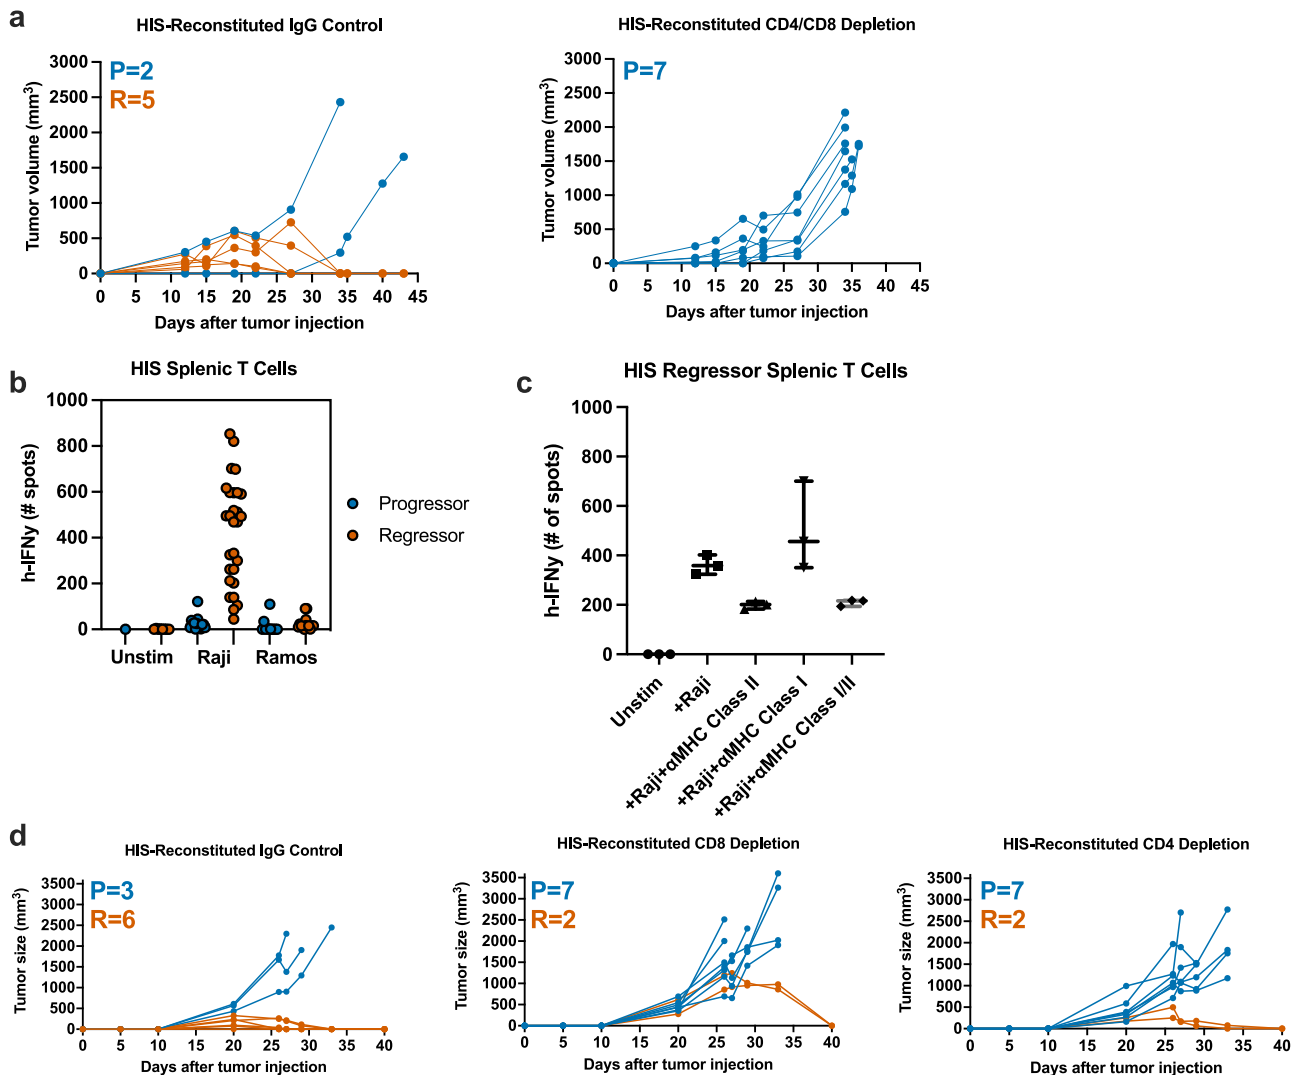 a
HIS-Reconstituted IgG Control
Tumor volume (mm³)
3000
2500
2000
1500
1000
500
0
P=2
R=5
0 5 10 15 20 25 30 35 40 45
Days after tumor injection
HIS-Reconstituted CD4/CD8 Depletion
Tumor volume (mm³)
3000
2500
2000
1500
1000
500
0
P=7
0 5 10 15 20 25 30 35 40 45
Days after tumor injection
b
HIS Splenic T Cells
h-IFNy (# spots)
1000
800
600
400
200
0
Unstim Raji Ramos
Progressor
Regressor
c
HIS Regressor Splenic T Cells
h-IFNy (# of spots)
1000
800
600
400
200
0
Unstim
+Raji
+Raji+αMHC Class II
+Raji+αMHC Class I
+Raji+αMHC Class I/II
d
HIS-Reconstituted IgG Control
Tumor size (mm³)
3500
3000
2500
2000
1500
1000
500
0
P=3
R=6
0 5 10 15 20 25 30 35 40
Days after tumor injection
HIS-Reconstituted CD8 Depletion
Tumor size (mm³)
3500
3000
2500
2000
1500
1000
500
0
P=7
R=2
0 5 10 15 20 25 30 35 40
Days after tumor injection
HIS-Reconstituted CD4 Depletion
Tumor size (mm³)
3500
3000
2500
2000
1500
1000
500
0
P=7
R=2
0 5 10 15 20 25 30 35 40
Days after tumor injection